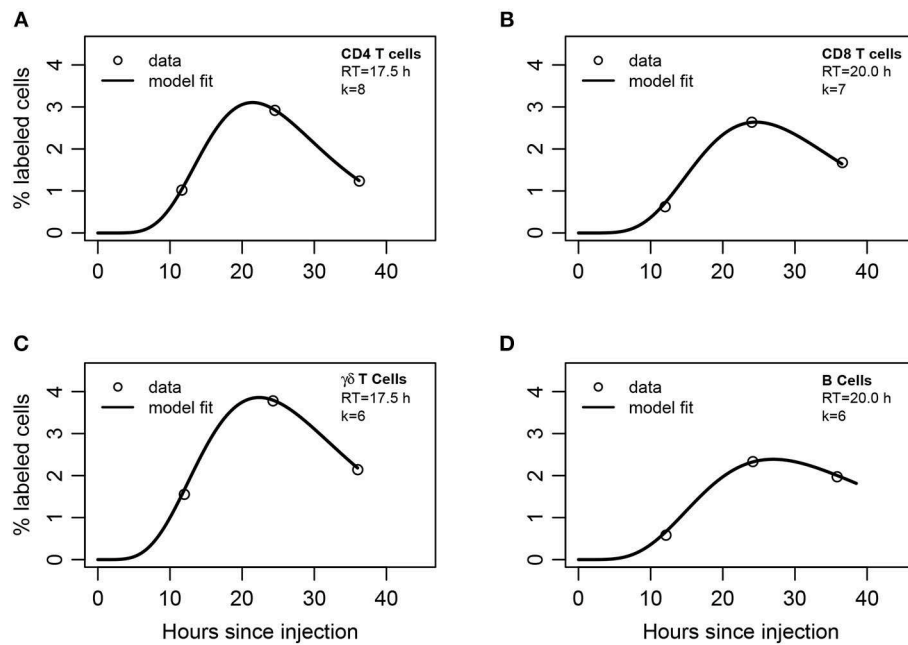 A
B
% labeled cells
4
3
2
1
0
data
model fit
CD4 T cells
RT=17.5 h
k=8
0 10 20 30 40
4
3
2
1
0
data
model fit
CD8 T cells
RT=20.0 h
k=7
0 10 20 30 40
C
D
% labeled cells
4
3
2
1
0
data
model fit
γδ T Cells
RT=17.5 h
k=6
0 10 20 30 40
Hours since injection
4
3
2
1
0
data
model fit
B Cells
RT=20.0 h
k=6
0 10 20 30 40
Hours since injection